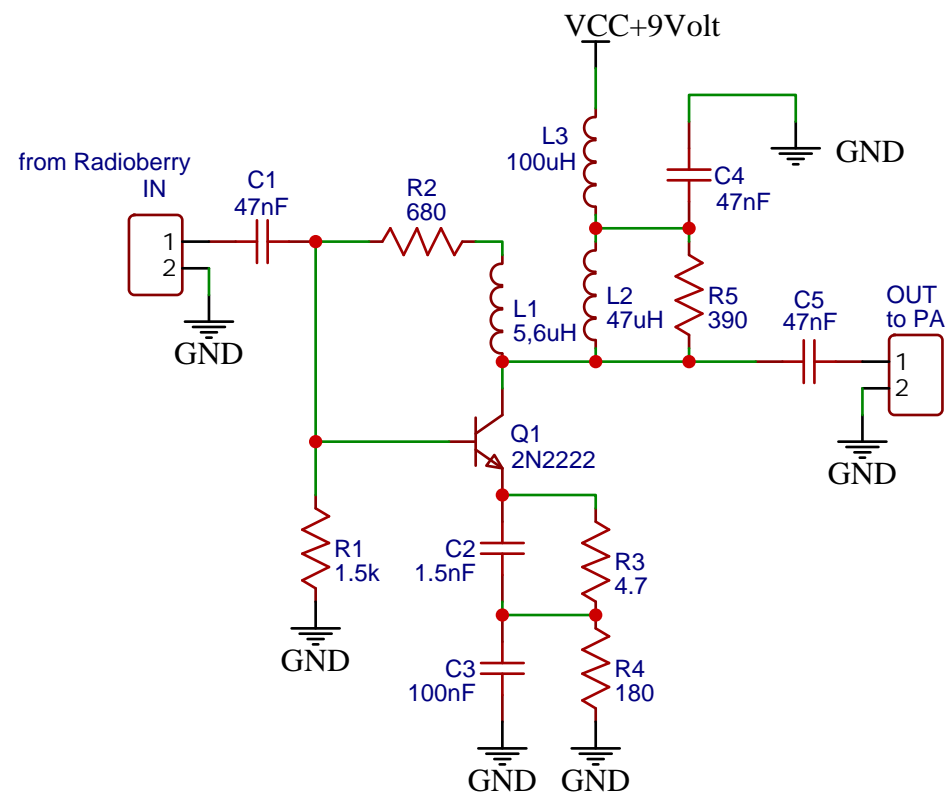 VCC+9Volt
from Radioberry
IN
1
2
GND
C1
47nF
R2
680
L1
5,6uH
L3
100uH
L2
47uH
C4
47nF
GND
R5
390
C5
47nF
OUT
to PA
1
2
GND
Q1
2N2222
R1
1.5k
GND
C2
1.5nF
R3
4.7
C3
100nF
R4
180
GND
GND